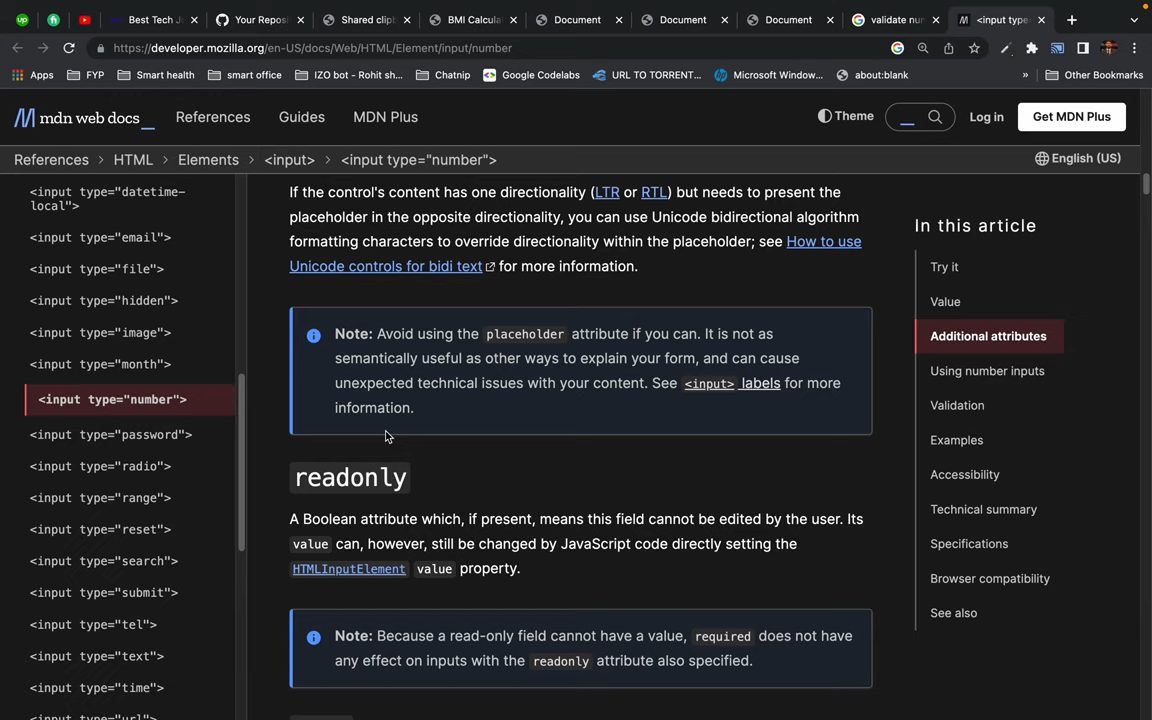 Best Tech J
Your Reposi
Shared clipb
BMI Calcula
Document
Document
Document
validate nu
<input type=
https://developer.mozilla.org/en-US/docs/Web/HTML/Element/input/number
Apps
FYP
Smart health
smart office
IZO bot - Rohit sh...
Chatnip
Google Codelabs
URL TO TORRENT...
Microsoft Window...
about:blank
»
Other Bookmarks
mdn web docs_
References
Guides
MDN Plus
Theme
Log in
Get MDN Plus
References > HTML > Elements > <input> > <input type="number">
English (US)
<input type="datetime-
local">
<input type="email">
<input type="file">
<input type="hidden">
<input type="image">
<input type="month">
<input type="number">
<input type="password">
<input type="radio">
<input type="range">
<input type="reset">
<input type="search">
<input type="submit">
<input type="tel">
<input type="text">
<input type="time">
<input type="url">
If the control's content has one directionality (LTR or RTL) but needs to present the
placeholder in the opposite directionality, you can use Unicode bidirectional algorithm
formatting characters to override directionality within the placeholder; see How to use
Unicode controls for bidi text for more information.
Note: Avoid using the placeholder attribute if you can. It is not as
semantically useful as other ways to explain your form, and can cause
unexpected technical issues with your content. See <input> labels for more
information.
readonly
A Boolean attribute which, if present, means this field cannot be edited by the user. Its
value can, however, still be changed by JavaScript code directly setting the
HTMLInputElement value property.
Note: Because a read-only field cannot have a value, required does not have
any effect on inputs with the readonly attribute also specified.
In this article
Try it
Value
Additional attributes
Using number inputs
Validation
Examples
Accessibility
Technical summary
Specifications
Browser compatibility
See also